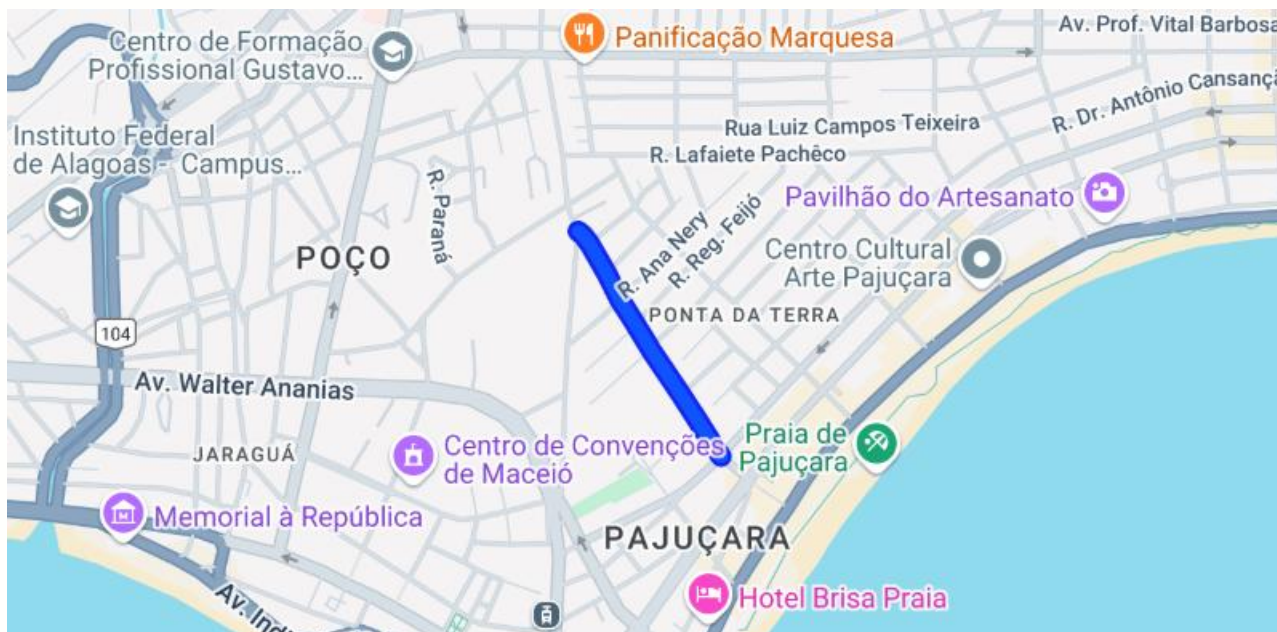 Av. Prof. Vital Barbosa
Centro de Formação
Profissional Gustavo...
Panificação Marquesa
R. Dr. Antônio Cansançã
Instituto Federal
de Alagoas - Campus...
Rua Luiz Campos Teixeira
R. Lafaiete Pachêco
R. Paraná
Pavilhão do Artesanato
R. Ana Nery
R. Reg. Feijó
POÇO
Centro Cultural
Arte Pajuçara
PONTA DA TERRA
104
Av. Walter Ananias
JARAGUÁ
Centro de Convenções
de Maceió
Praia de
Pajuçara
Memorial à República
PAJUÇARA
Hotel Brisa Praia
Av. Ind